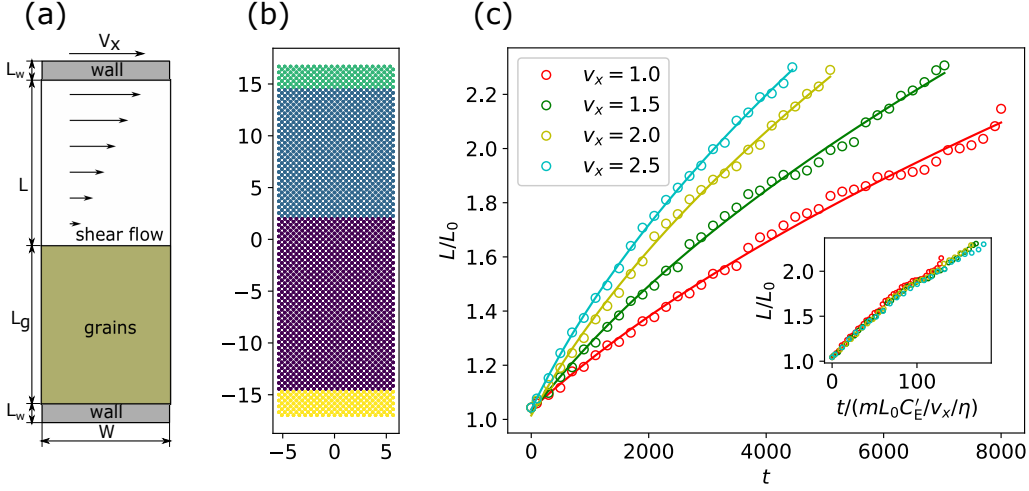 (a)
V_x
L_w
wall
L
shear flow
L_g
grains
L_w
wall
W
(b)
15
10
5
0
−5
−10
−15
−5
0
5
(c)
L/L_0
2.2
2.0
1.8
1.6
1.4
1.2
1.0
v_x = 1.0
v_x = 1.5
v_x = 2.0
v_x = 2.5
0
2000
4000
6000
8000
t
L/L_0
2.0
1.5
1.0
0
100
t/(mL_0C'_E/v_x/η)